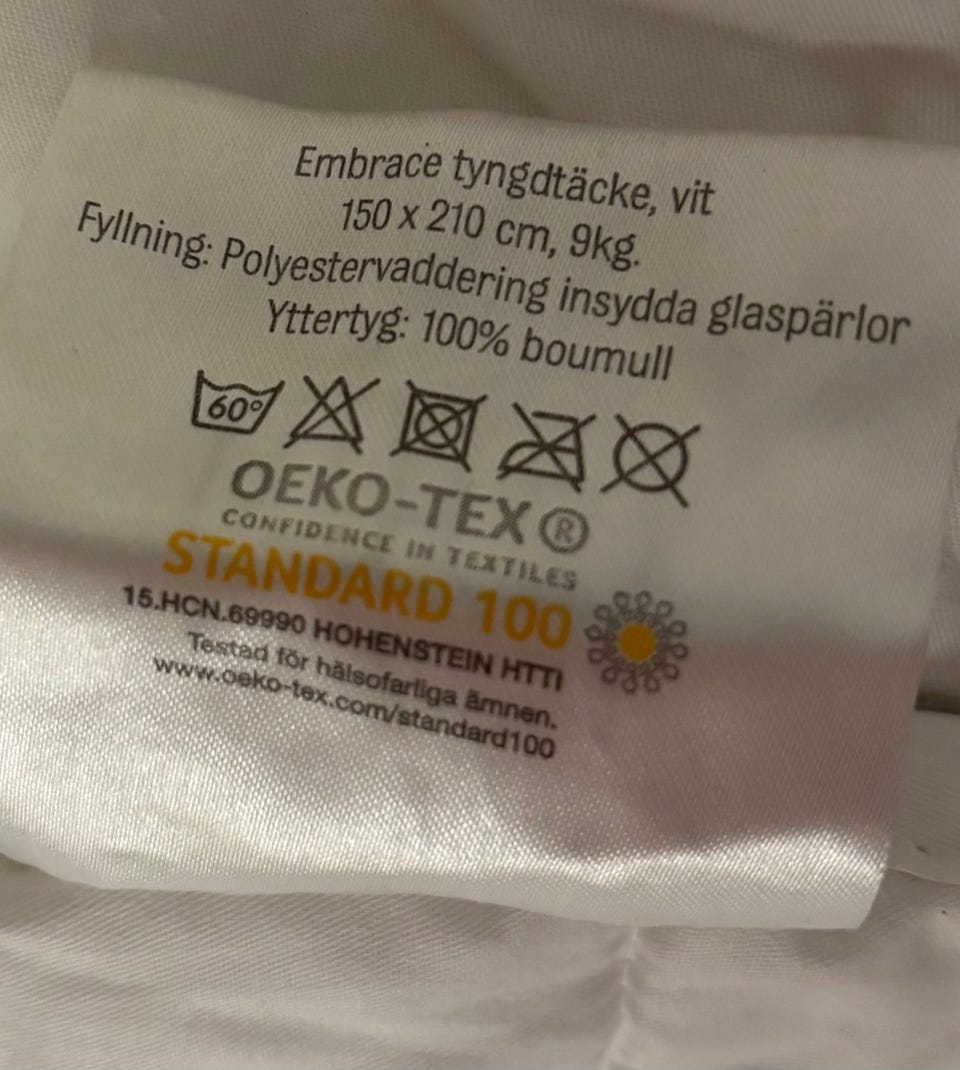 Embrace tyngdtäcke, vit
150 x 210 cm, 9kg.
Fyllning: Polyestervaddering insydda glaspärlor
Yttertyg: 100% boumull
60°
OEKO-TEX®
CONFIDENCE IN TEXTILES
STANDARD 100
15.HCN.69990 HOHENSTEIN HTTI
Testad för hälsofarliga ämnen.
www.oeko-tex.com/standard100